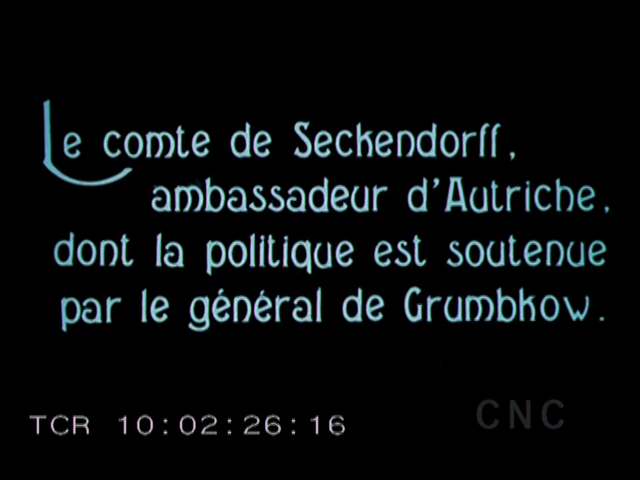 Le comte de Seckendorff,
ambassadeur d'Autriche,
dont la politique est soutenue
par le général de Grumbkow.
TCR 10:02:26:16
CNC